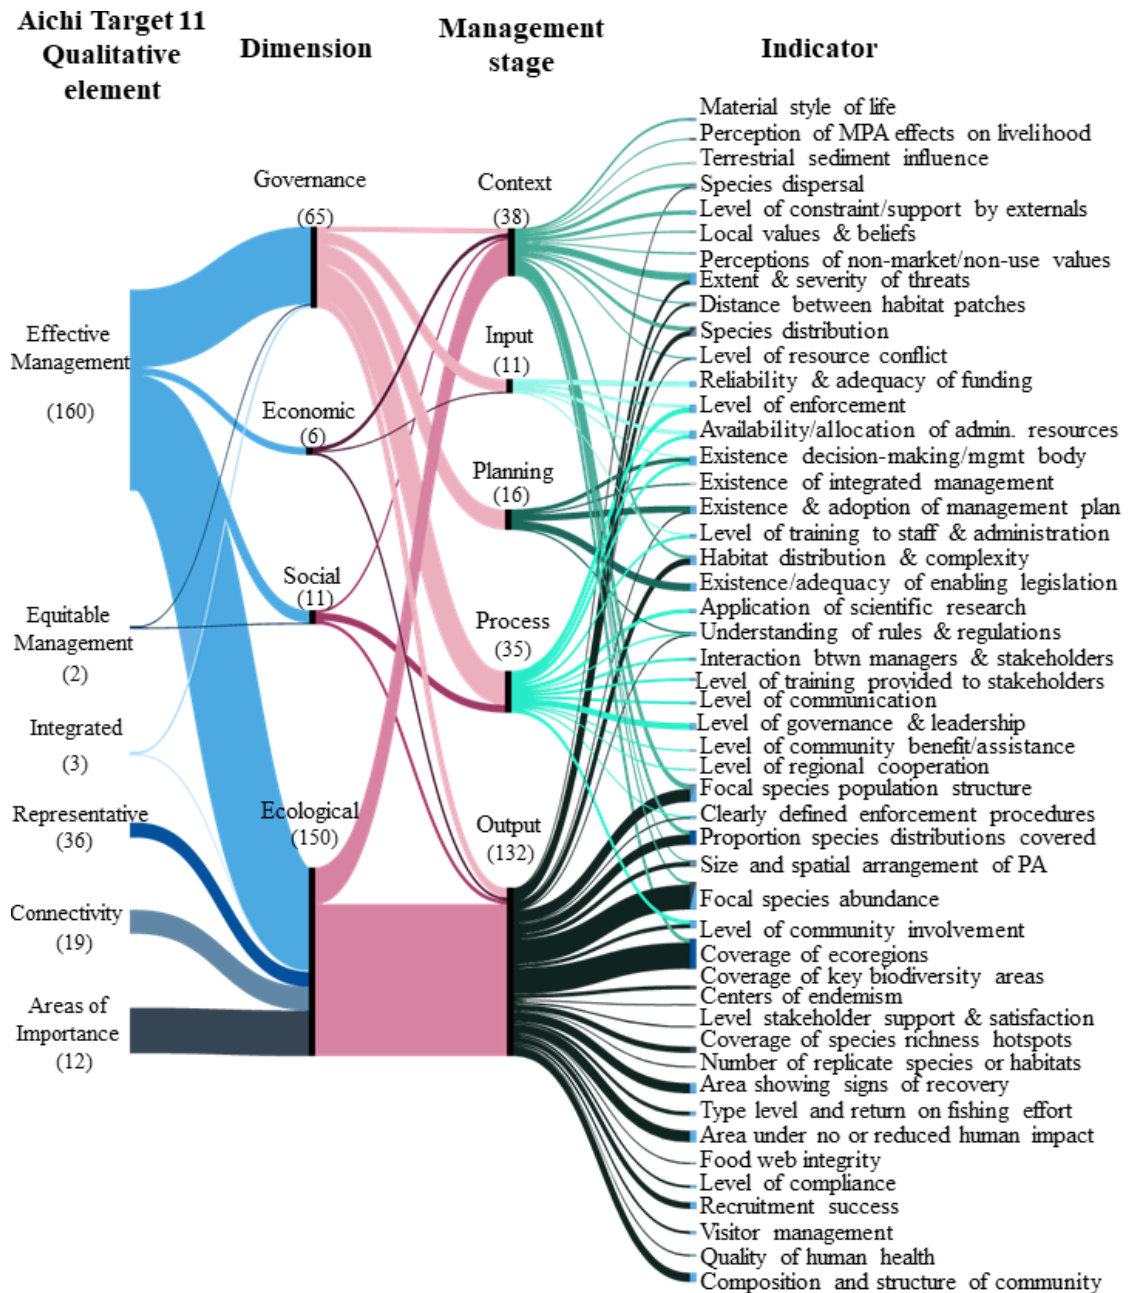 Aichi Target 11
Qualitative
element
Dimension
Management
stage
Indicator
Effective
Management
(160)
Equitable
Management
(2)
Integrated
(3)
Representative
(36)
Connectivity
(19)
Areas of
Importance
(12)
Governance
(65)
Economic
(6)
Social
(11)
Ecological
(150)
Context
(38)
Input
(11)
Planning
(16)
Process
(35)
Output
(132)
Material style of life
Perception of MPA effects on livelihood
Terrestrial sediment influence
Species dispersal
Level of constraint/support by externals
Local values & beliefs
Perceptions of non-market/non-use values
Extent & severity of threats
Distance between habitat patches
Species distribution
Level of resource conflict
Reliability & adequacy of funding
Level of enforcement
Availability/allocation of admin. resources
Existence decision-making/mgmt body
Existence of integrated management
Existence & adoption of management plan
Level of training to staff & administration
Habitat distribution & complexity
Existence/adequacy of enabling legislation
Application of scientific research
Understanding of rules & regulations
Interaction btwn managers & stakeholders
Level of training provided to stakeholders
Level of communication
Level of governance & leadership
Level of community benefit/assistance
Level of regional cooperation
Focal species population structure
Clearly defined enforcement procedures
Proportion species distributions covered
Size and spatial arrangement of PA
Focal species abundance
Level of community involvement
Coverage of ecoregions
Coverage of key biodiversity areas
Centers of endemism
Level stakeholder support & satisfaction
Coverage of species richness hotspots
Number of replicate species or habitats
Area showing signs of recovery
Type level and return on fishing effort
Area under no or reduced human impact
Food web integrity
Level of compliance
Recruitment success
Visitor management
Quality of human health
Composition and structure of community